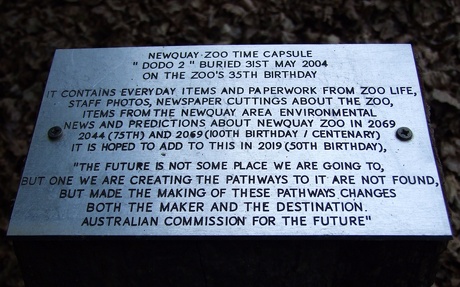 NEWQUAY ZOO TIME CAPSULE
" DODO 2 " BURIED 31ST MAY 2004
ON THE ZOO'S 35TH BIRTHDAY
IT CONTAINS EVERYDAY ITEMS AND PAPERWORK FROM ZOO LIFE,
STAFF PHOTOS, NEWSPAPER CUTTINGS ABOUT THE ZOO,
ITEMS FROM THE NEWQUAY AREA ENVIRONMENTAL
NEWS AND PREDICTIONS ABOUT NEWQUAY ZOO IN 2069
2044 (75TH) AND 2069 (100TH BIRTHDAY / CENTENARY)
IT IS HOPED TO ADD TO THIS IN 2019 (50TH BIRTHDAY),
"THE FUTURE IS NOT SOME PLACE WE ARE GOING TO,
BUT ONE WE ARE CREATING THE PATHWAYS TO IT ARE NOT FOUND,
BUT MADE THE MAKING OF THESE PATHWAYS CHANGES
BOTH THE MAKER AND THE DESTINATION.
AUSTRALIAN COMMISSION FOR THE FUTURE"